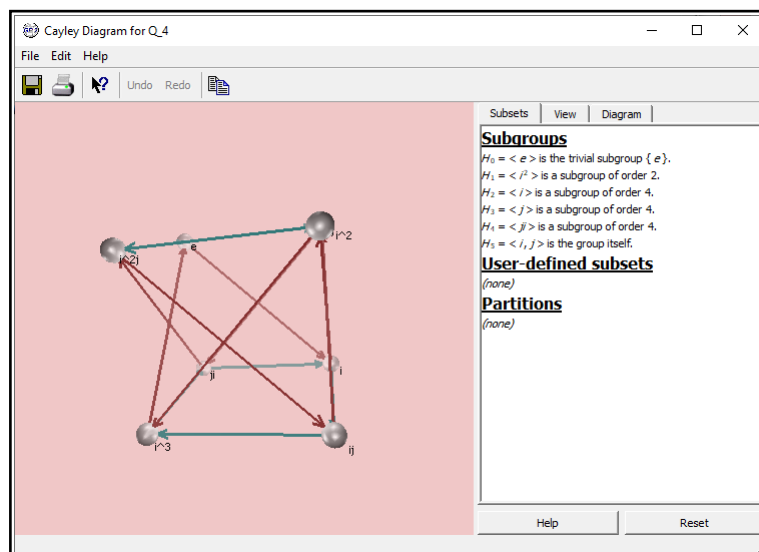 Cayley Diagram for Q_4
File Edit Help
Undo Redo
Subsets View Diagram
Subgroups
H₀ = < e > is the trivial subgroup { e }.
H₁ = < i² > is a subgroup of order 2.
H₂ = < i > is a subgroup of order 4.
H₃ = < j > is a subgroup of order 4.
H₄ = < ji > is a subgroup of order 4.
H₅ = < i, j > is the group itself.
User-defined subsets
(none)
Partitions
(none)
i^2
e
i^2j
i
ji
i^3
ij
Help Reset